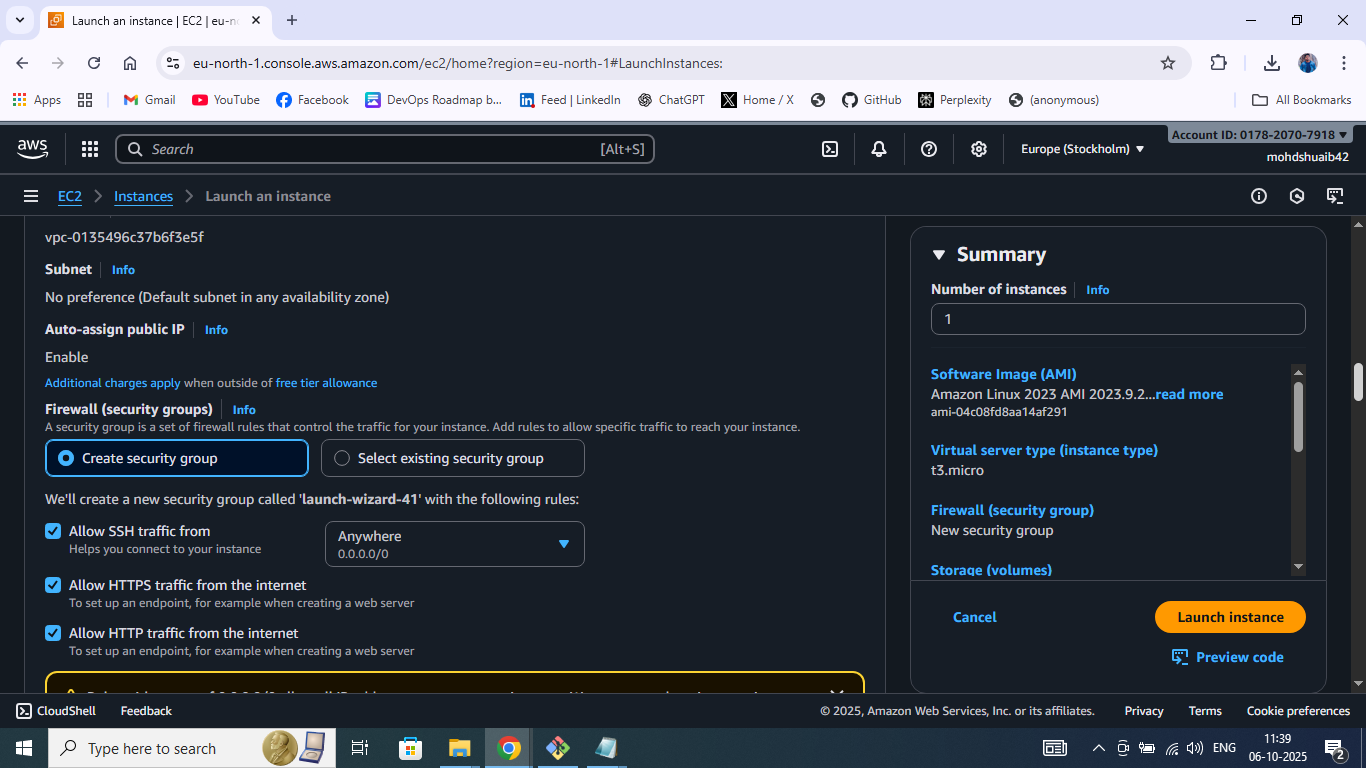 Launch an instance | EC2 | eu-n
eu-north-1.console.aws.amazon.com/ec2/home?region=eu-north-1#LaunchInstances:
Apps Gmail YouTube Facebook DevOps Roadmap b... Feed | LinkedIn ChatGPT Home / X GitHub Perplexity (anonymous) All Bookmarks
aws Search [Alt+S] Europe (Stockholm) Account ID: 0178-2070-7918
mohdshuaib42
EC2 Instances Launch an instance
vpc-0135496c37b6f3e5f
Subnet Info
No preference (Default subnet in any availability zone)
Auto-assign public IP Info
Enable
Additional charges apply when outside of free tier allowance
Firewall (security groups) Info
A security group is a set of firewall rules that control the traffic for your instance. Add rules to allow specific traffic to reach your instance.
Create security group Select existing security group
We'll create a new security group called 'launch-wizard-41' with the following rules:
Allow SSH traffic from
Helps you connect to your instance
Anywhere
0.0.0.0/0
Allow HTTPS traffic from the internet
To set up an endpoint, for example when creating a web server
Allow HTTP traffic from the internet
To set up an endpoint, for example when creating a web server
Summary
Number of instances Info
1
Software Image (AMI)
Amazon Linux 2023 AMI 2023.9.2...read more
ami-04c08fd8aa14af291
Virtual server type (instance type)
t3.micro
Firewall (security group)
New security group
Storage (volumes)
Cancel Launch instance
Preview code
CloudShell Feedback © 2025, Amazon Web Services, Inc. or its affiliates. Privacy Terms Cookie preferences
Type here to search ENG 11:39
06-10-2025
2